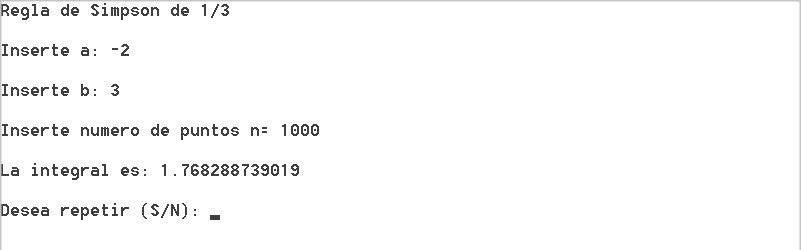 Regla de Simpson de 1/3
Inserte a: -2
Inserte b: 3
Inserte numero de puntos n= 1000
La integral es: 1.768288739019
Desea repetir (S/N): _